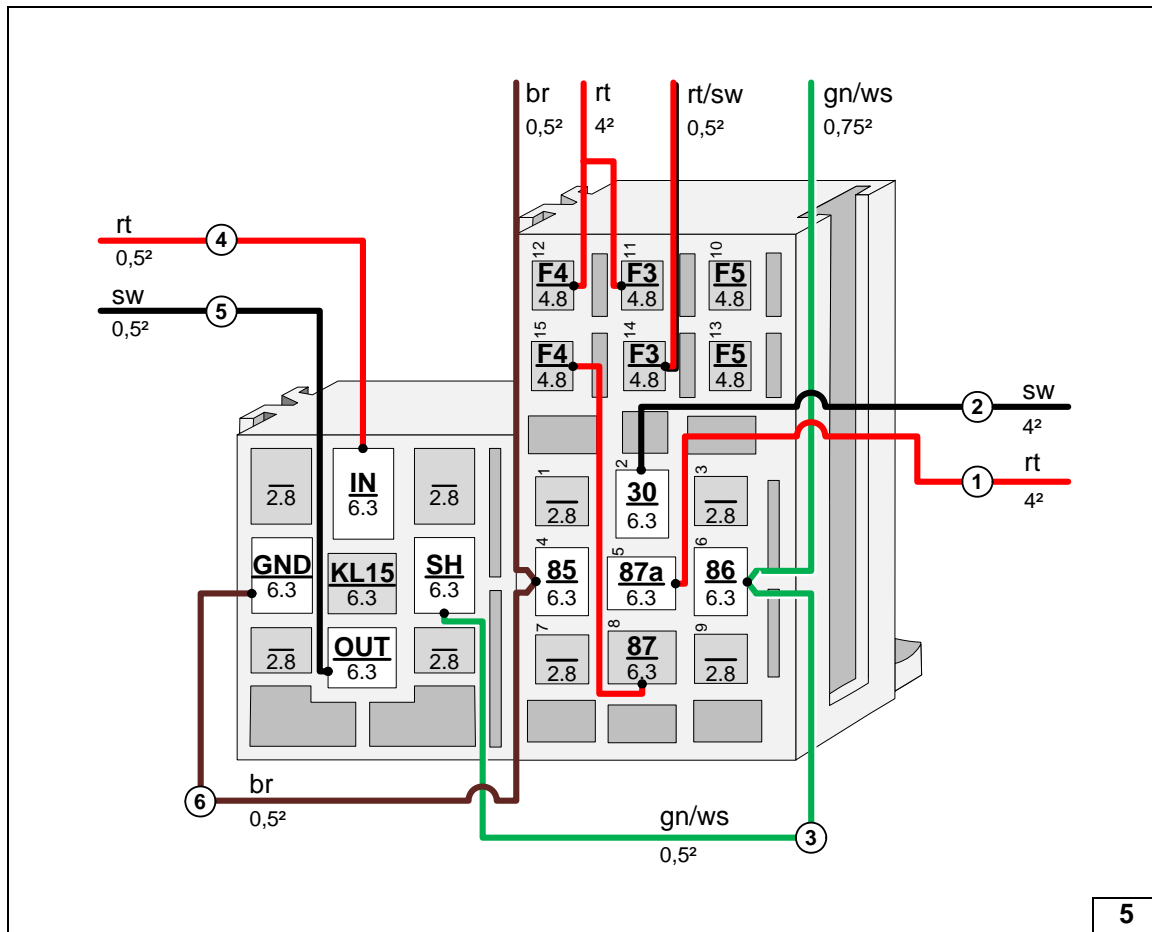 br rt rt/sw gn/ws
0,5² 4² 0,5² 0,75²
rt 4
0,5²
sw 5
0,5²
12 11 10
F4 F3 F5
4.8 4.8 4.8
15 14 13
F4 F3 F5
4.8 4.8 4.8
2 sw
4²
1 rt
4²
2.8 IN 2.8
6.3
1 2 3
2.8 30 2.8
6.3
GND KL15 SH
6.3 6.3 6.3
4 5 6
85 87a 86
6.3 6.3 6.3
2.8 OUT 2.8
6.3
7 8 9
2.8 87 2.8
6.3
6 br
0,5²
gn/ws 3
0,5²
5